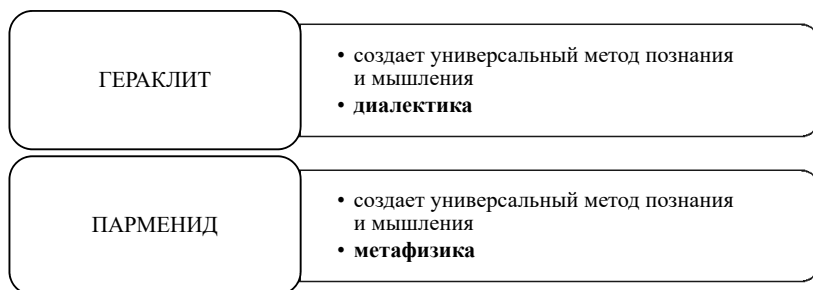 ГЕРАКЛИТ
• создает универсальный метод познания
и мышления
• диалектика
ПАРМЕНИД
• создает универсальный метод познания
и мышления
• метафизика